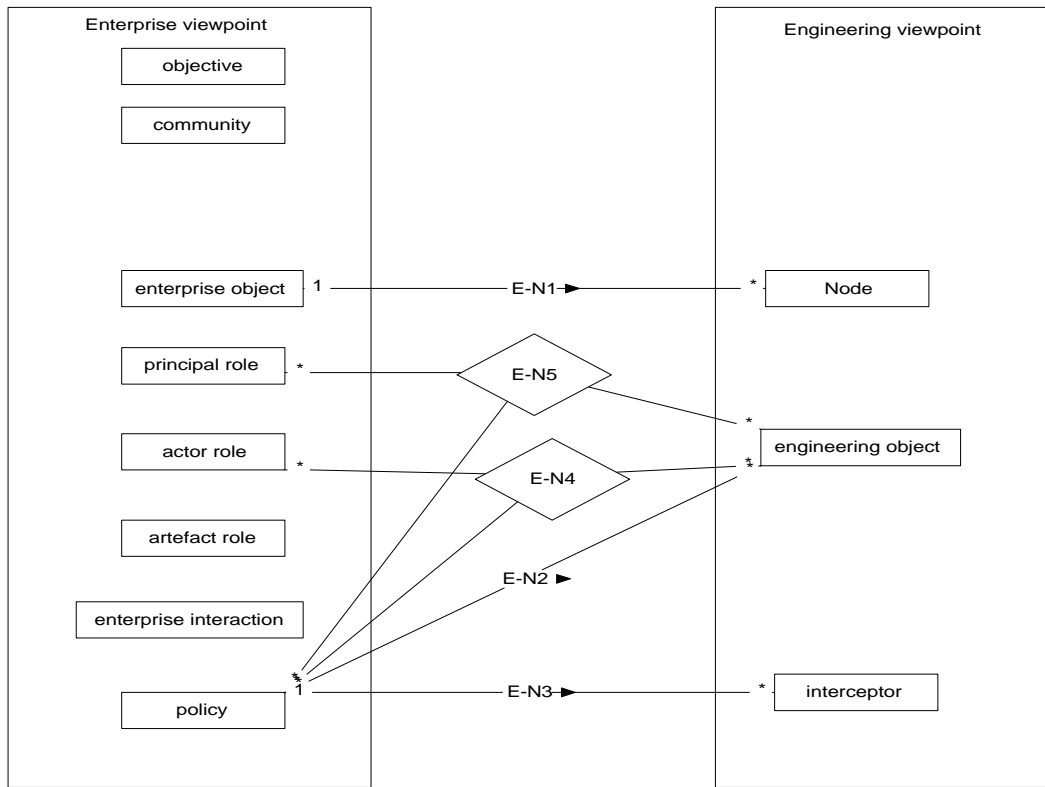 Enterprise viewpoint
Engineering viewpoint
objective
community
enterprise object
1
E-N1
*
Node
principal role
*
E-N5
*
engineering object
actor role
*
E-N4
*
*
artefact role
E-N2
enterprise interaction
*
*
*
1
E-N3
*
interceptor
policy